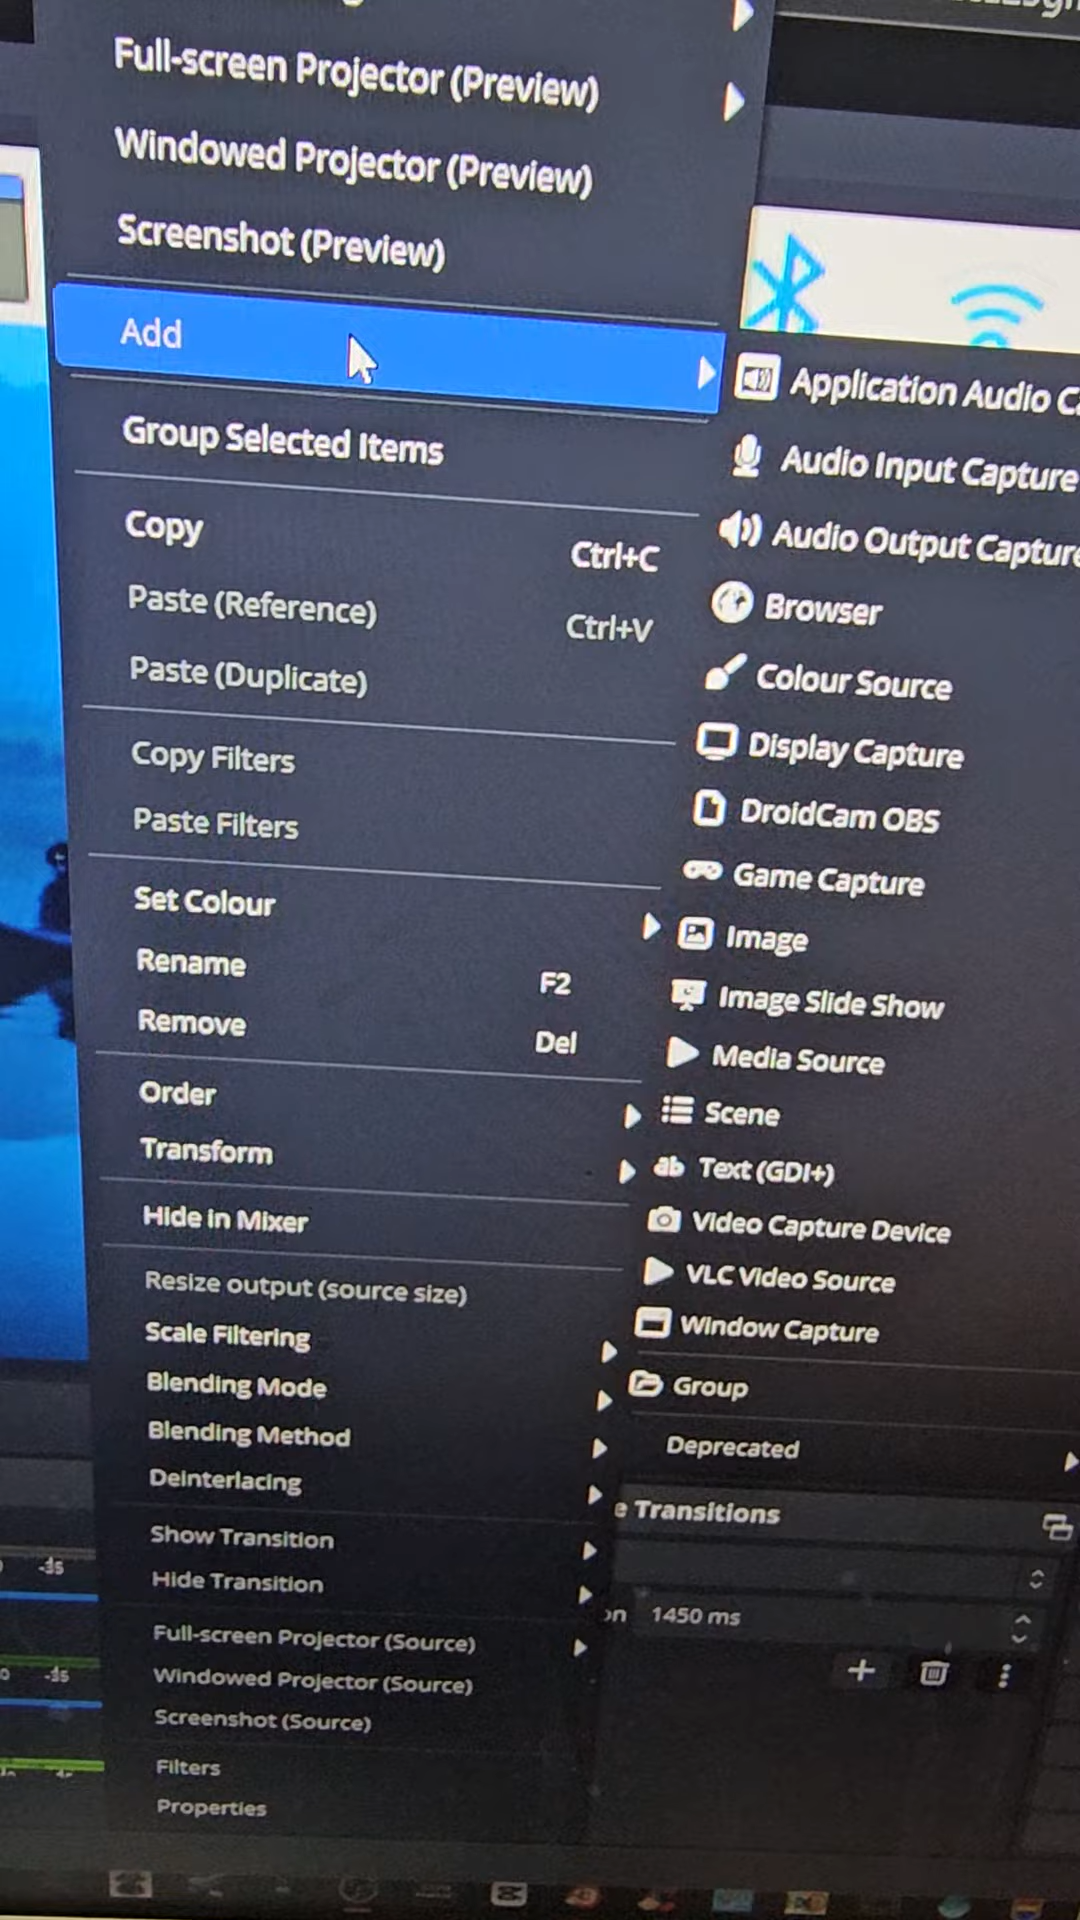 Full-screen Projector (Preview)
Windowed Projector (Preview)
Screenshot (Preview)
Add
Group Selected Items
Copy Ctrl+C
Paste (Reference) Ctrl+V
Paste (Duplicate)
Copy Filters
Paste Filters
Set Colour
Rename F2
Remove Del
Order
Transform
Hide in Mixer
Resize output (source size)
Scale Filtering
Blending Mode
Blending Method
Deinterlacing
Show Transition
Hide Transition
Full-screen Projector (Source)
Windowed Projector (Source)
Screenshot (Source)
Filters
Properties
Application Audio
Audio Input Capture
Audio Output Capture
Browser
Colour Source
Display Capture
DroidCam OBS
Game Capture
Image
Image Slide Show
Media Source
Scene
ab Text (GDI+)
Video Capture Device
VLC Video Source
Window Capture
Group
Deprecated
e Transitions
on 1450 ms
-35
-35